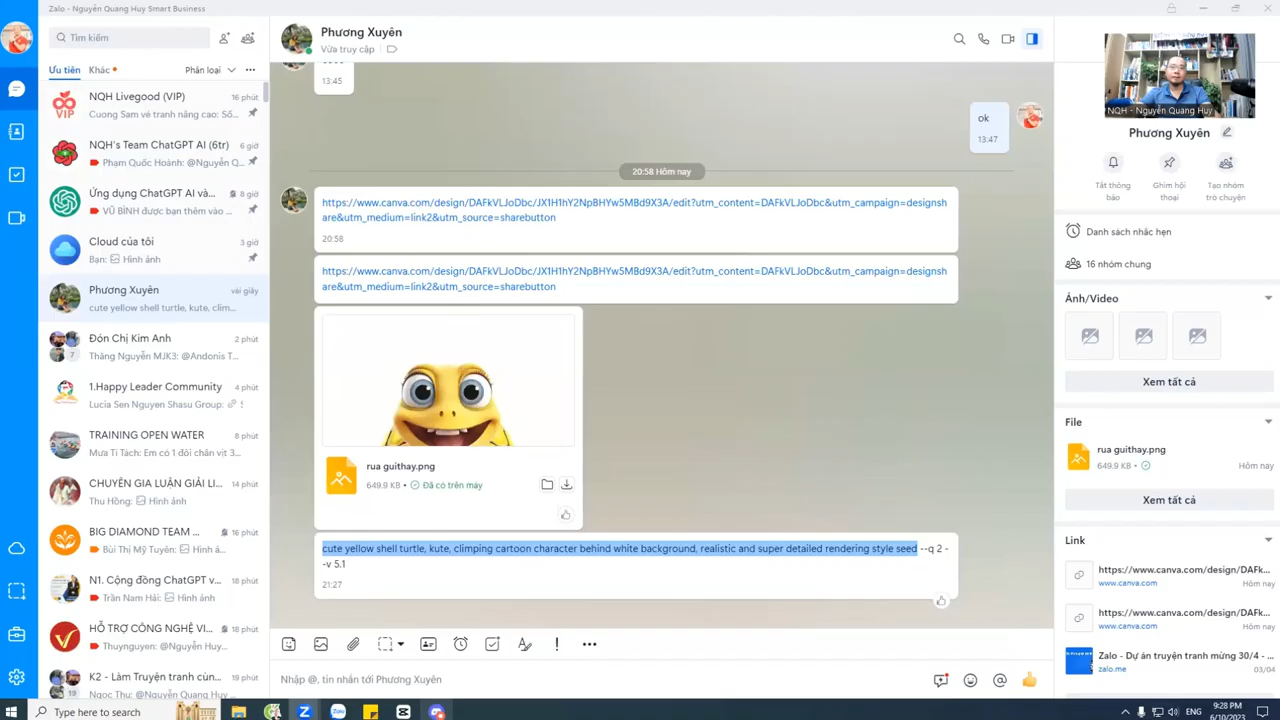 Zalo - Nguyễn Quang Huy Smart Business
Tìm kiếm
Ưu tiên
Khác
Phân loại
NQH Livegood (VIP)
16 phút
Cuong Sam vé tranh nâng cao: Số...
NQH's Team ChatGPT AI (6tr)
6 giờ
Phạm Quốc Hoành: @Nguyễn Q...
Ứng dụng ChatGPT AI và...
8 giờ
VŨ BÌNH được bạn thêm vào ...
Cloud của tôi
3 giờ
Bạn: Hình ảnh
Phương Xuyên
vài giây
cute yellow shell turtle, kute, clim...
Đón Chị Kim Anh
2 phút
7
Thăng Nguyễn MJK3: @Andonis T...
1.Happy Leader Community
4 phút
Lucia Sen Nguyen Shasu Group:
TRAINING OPEN WATER
8 phút
Mưa Tí Tách: Em có 1 đôi chân vịt 3...
CHUYÊN GIA LUẬN GIẢI LI...
14 phút
Thu Hồng: Hình ảnh
BIG DIAMOND TEAM ...
16 phút
Bùi Thị Mỹ Tuyên: Hình ả...
N1. Cộng đồng ChatGPT v...
18 phút
Trần Nam Hải: Hình ảnh
HỖ TRỢ CÔNG NGHỆ VI...
18 phút
Thuynguyen: @Nguyễn Huy...
K2 - Làm Truyện tranh cùn...
18 phút
19
Ngoc Thu: @Nguyễn Quang Huy...
Phương Xuyên
Vừa truy cập
13:45
ok
13:47
20:58 Hôm nay
https://www.canva.com/design/DAFkVLJoDbc/JX1H1hY2NpBHYw5MBd9X3A/edit?utm_content=DAFkVLJoDbc&utm_campaign=designsh
are&utm_medium=link2&utm_source=sharebutton
20:58
https://www.canva.com/design/DAFkVLJoDbc/JX1H1hY2NpBHYw5MBd9X3A/edit?utm_content=DAFkVLJoDbc&utm_campaign=designsh
are&utm_medium=link2&utm_source=sharebutton
rua guithay.png
649.9 KB • Đã có trên máy
cute yellow shell turtle, kute, climping cartoon character behind white background, realistic and super detailed rendering style seed --q 2 -
-v 5.1
21:27
Nhập @, tin nhắn tới Phương Xuyên
NQH - Nguyễn Quang Huy
Phương Xuyên
Tắt thông báo
Ghim hội thoại
Tạo nhóm trò chuyện
Danh sách nhắc hẹn
16 nhóm chung
Ảnh/Video
Xem tất cả
File
rua guithay.png
649.9 KB •
Hôm nay
Xem tất cả
Link
https://www.canva.com/design/DAFk...
www.canva.com
Hôm nay
https://www.canva.com/design/DAFk...
www.canva.com
Hôm nay
Zalo - Dự án truyện tranh mừng 30/4 - ...
zalo.me
03/04
Type here to search
ENG
9:28 PM
6/10/2023